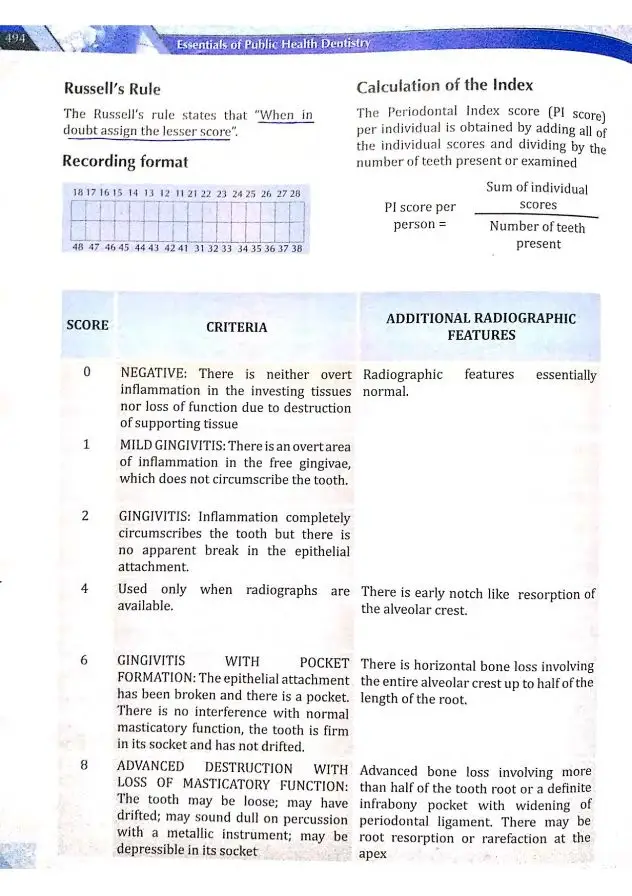 494
Essentials of Public Health Dentistry
Russell's Rule
The Russell's rule states that "When in
doubt assign the lesser score".
Recording format
18 17 16 15 14 13 12 11 21 22 23 24 25 26 27 28
48 47 46 45 44 43 42 41 31 32 33 34 35 36 37 38
Calculation of the Index
The Periodontal Index score (PI score)
per individual is obtained by adding all of
the individual scores and dividing by the
number of teeth present or examined
PI score per
person =
Sum of individual
scores
Number of teeth
present
SCORE
CRITERIA
ADDITIONAL RADIOGRAPHIC
FEATURES
0
NEGATIVE: There is neither overt
inflammation in the investing tissues
nor loss of function due to destruction
of supporting tissue
Radiographic features essentially
normal.
1
MILD GINGIVITIS: There is an overt area
of inflammation in the free gingivae,
which does not circumscribe the tooth.
2
GINGIVITIS: Inflammation completely
circumscribes the tooth but there is
no apparent break in the epithelial
attachment.
4
Used only when radiographs are
available.
There is early notch like resorption of
the alveolar crest.
6
GINGIVITIS WITH POCKET
FORMATION: The epithelial attachment
has been broken and there is a pocket.
There is no interference with normal
masticatory function, the tooth is firm
in its socket and has not drifted.
There is horizontal bone loss involving
the entire alveolar crest up to half of the
length of the root.
8
ADVANCED DESTRUCTION WITH
LOSS OF MASTICATORY FUNCTION:
The tooth may be loose; may have
drifted; may sound dull on percussion
with a metallic instrument; may be
depressible in its socket
Advanced bone loss involving more
than half of the tooth root or a definite
infrabony pocket with widening of
periodontal ligament. There may be
root resorption or rarefaction at the
apex